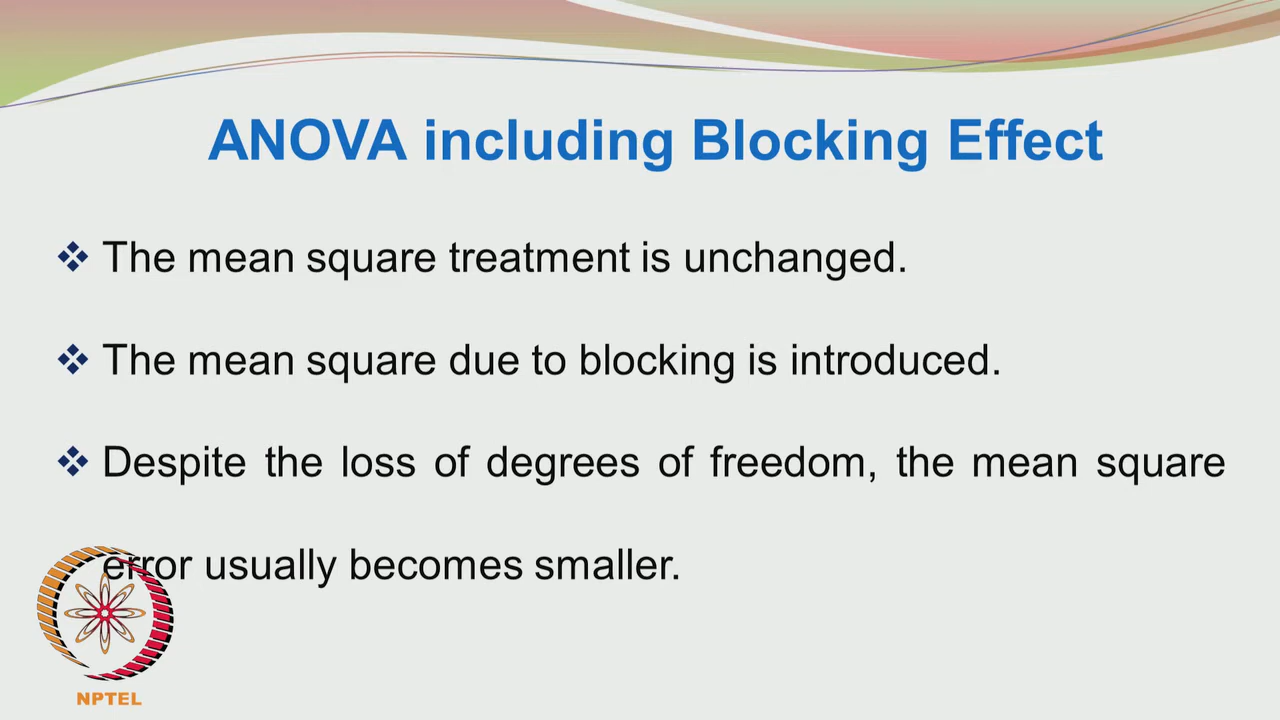 ANOVA including Blocking Effect
❖ The mean square treatment is unchanged.
❖ The mean square due to blocking is introduced.
❖ Despite the loss of degrees of freedom, the mean square
error usually becomes smaller.
NPTEL